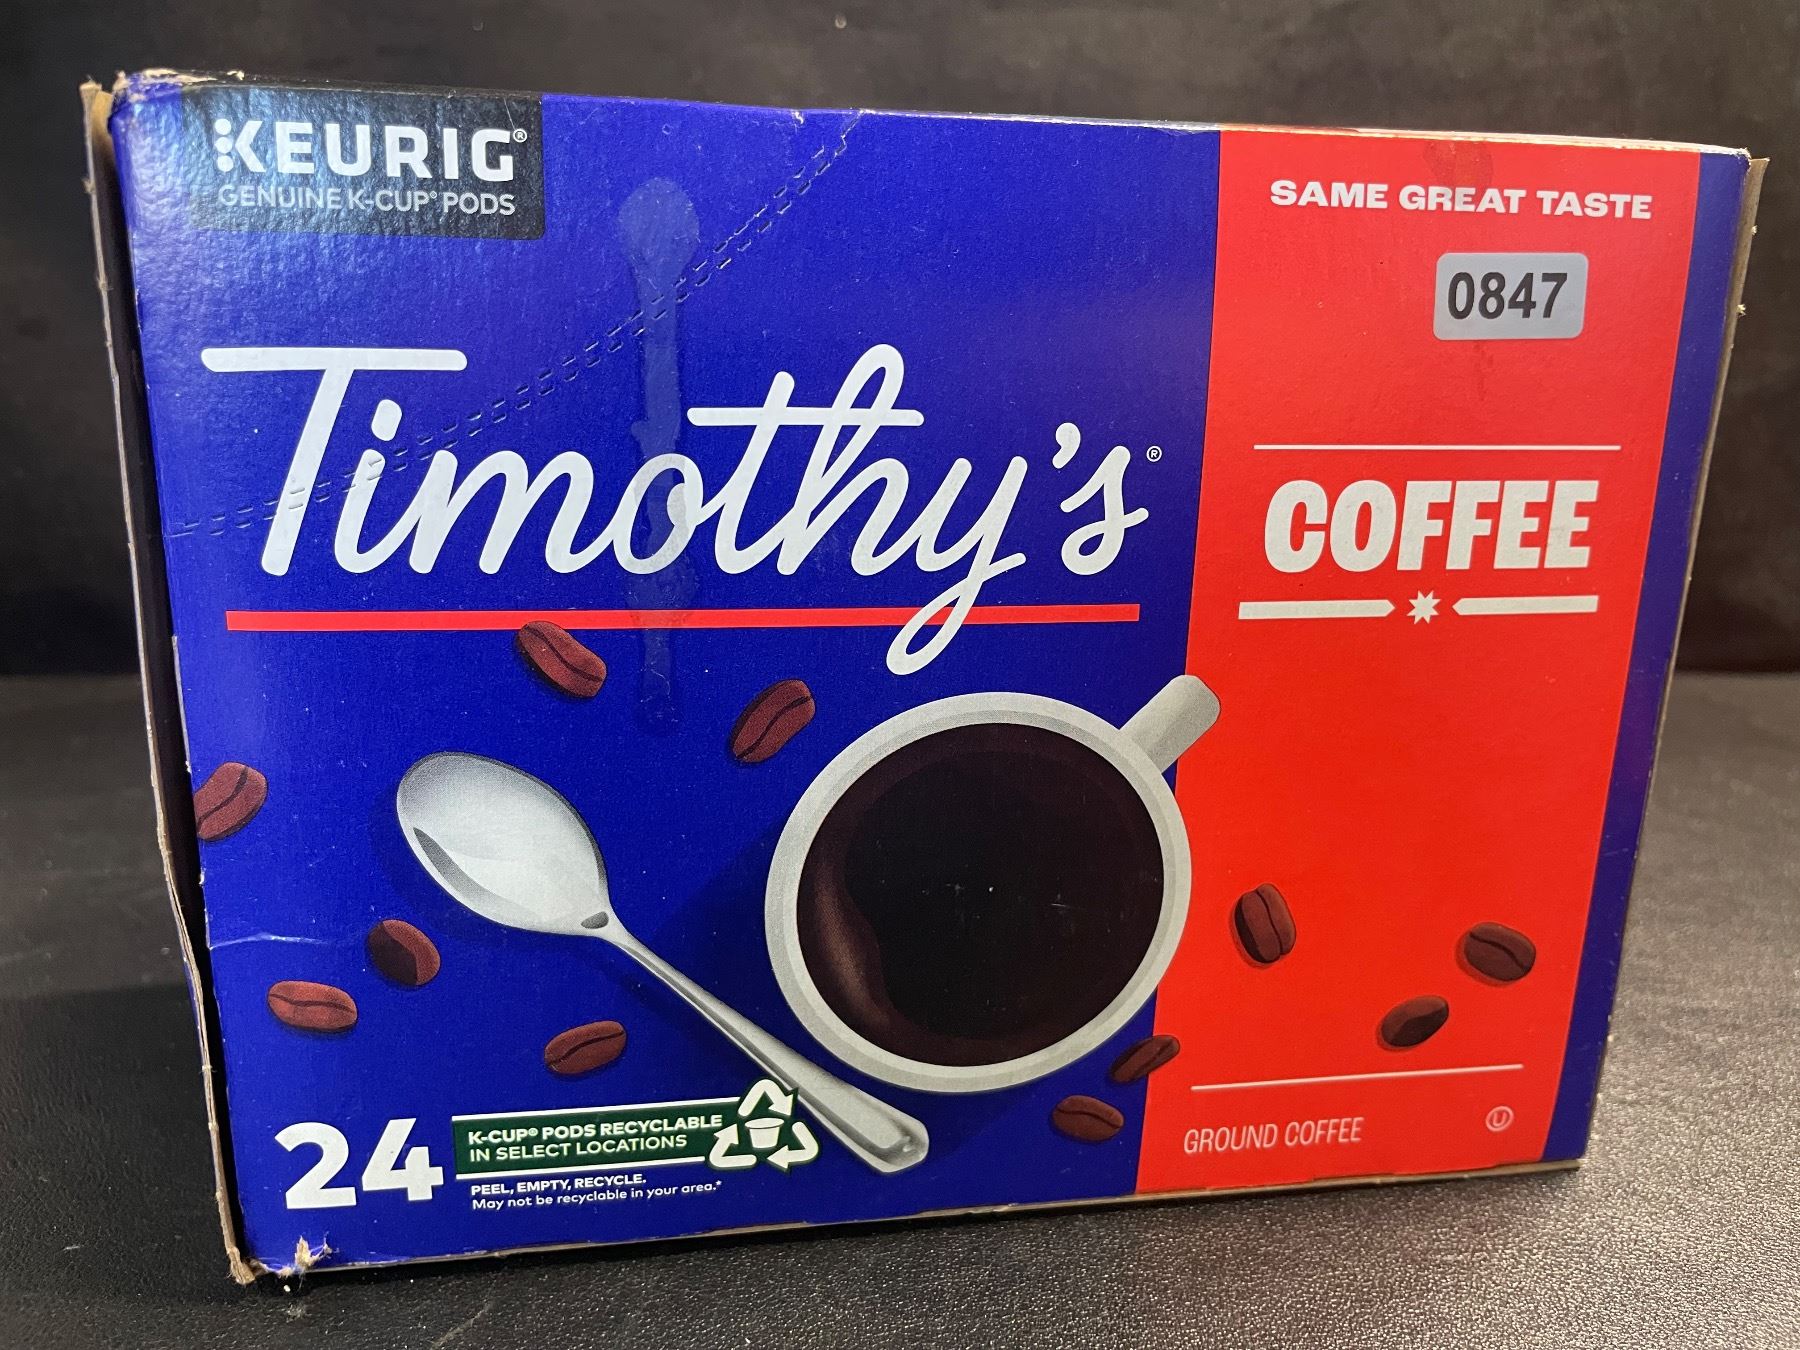 KEURIG®
GENUINE K-CUP® PODS
SAME GREAT TASTE
0847
Timothy's®
COFFEE
24
K-CUP® PODS RECYCLABLE
IN SELECT LOCATIONS
PEEL, EMPTY, RECYCLE.
May not be recyclable in your area.*
GROUND COFFEE
U